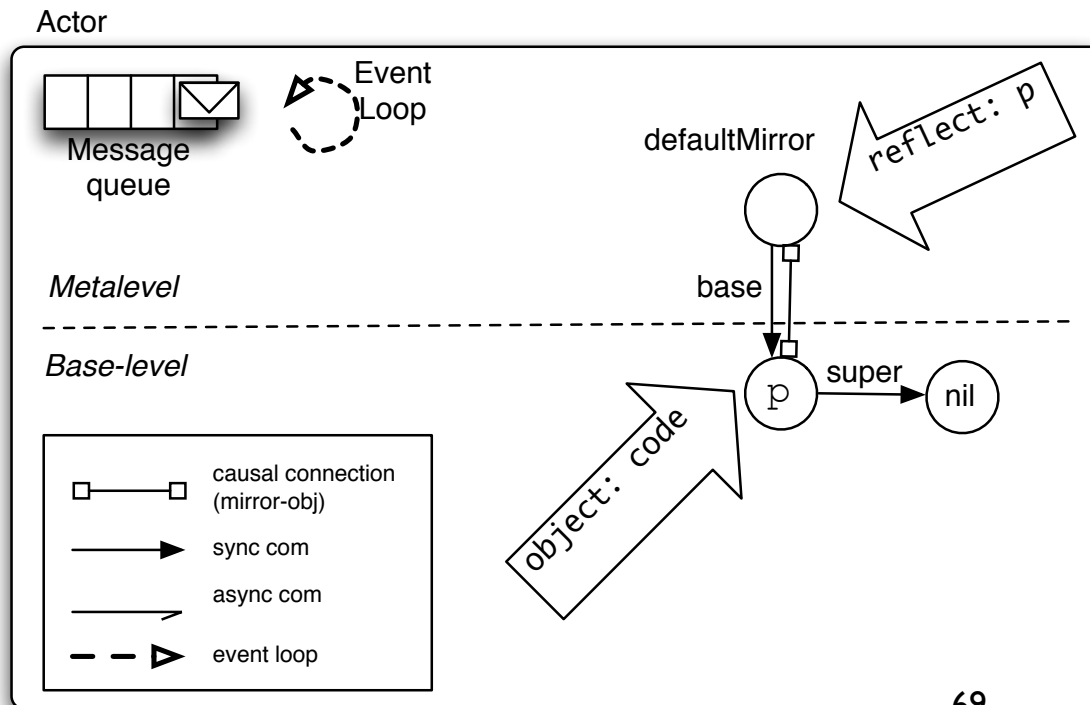 Actor
Event
Loop
Message
queue
defaultMirror
reflect: p
Metalevel
base
Base-level
p
super
nil
object: code
causal connection
(mirror-obj)
sync com
async com
event loop
69